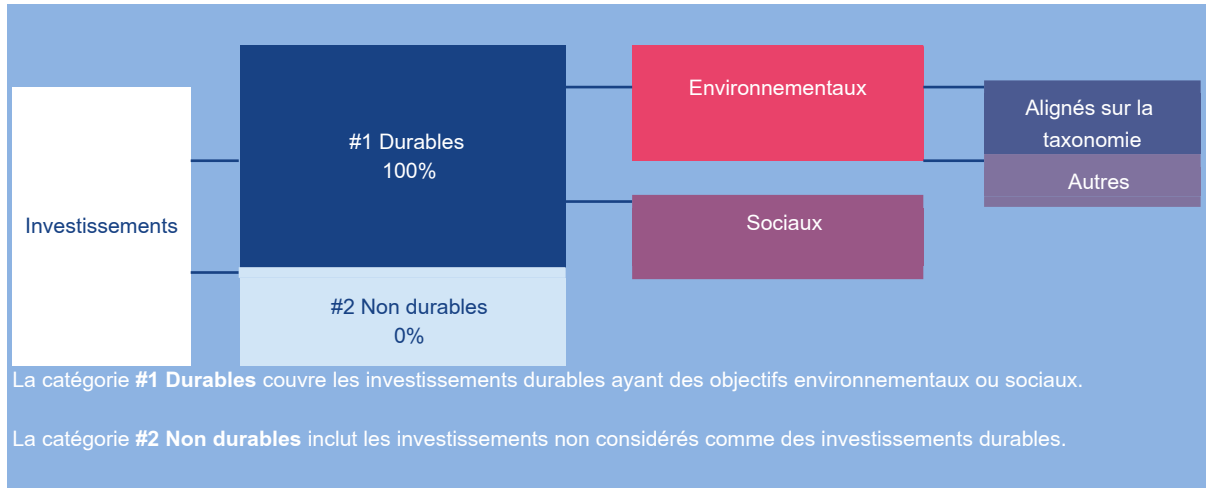 Investissements
#1 Durables
100%
#2 Non durables
0%
Environnementaux
Sociaux
Alignés sur la
taxonomie
Autres
La catégorie #1 Durables couvre les investissements durables ayant des objectifs environnementaux ou sociaux.
La catégorie #2 Non durables inclut les investissements non considérés comme des investissements durables.